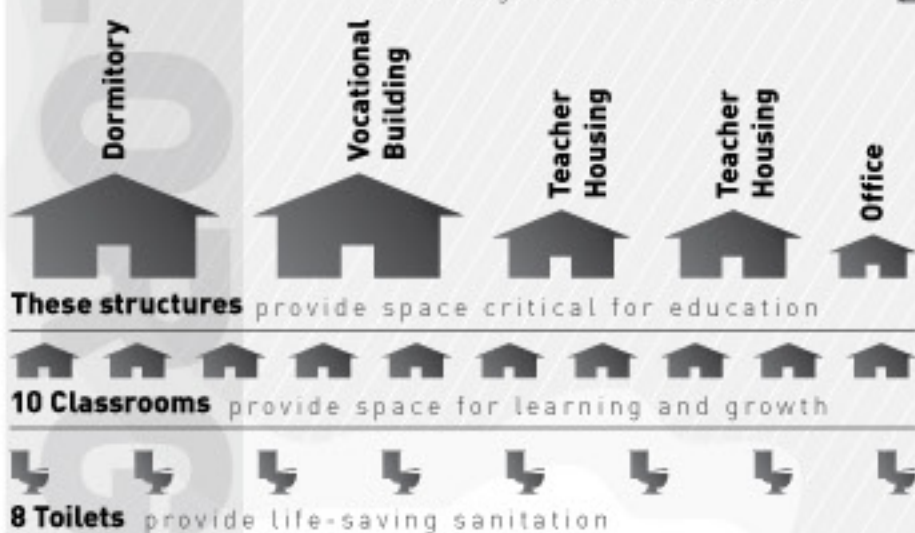 Dormitory
Vocational
Building
Teacher
Housing
Teacher
Housing
Office
These structures provide space critical for education
10 Classrooms provide space for learning and growth
8 Toilets provide life-saving sanitation